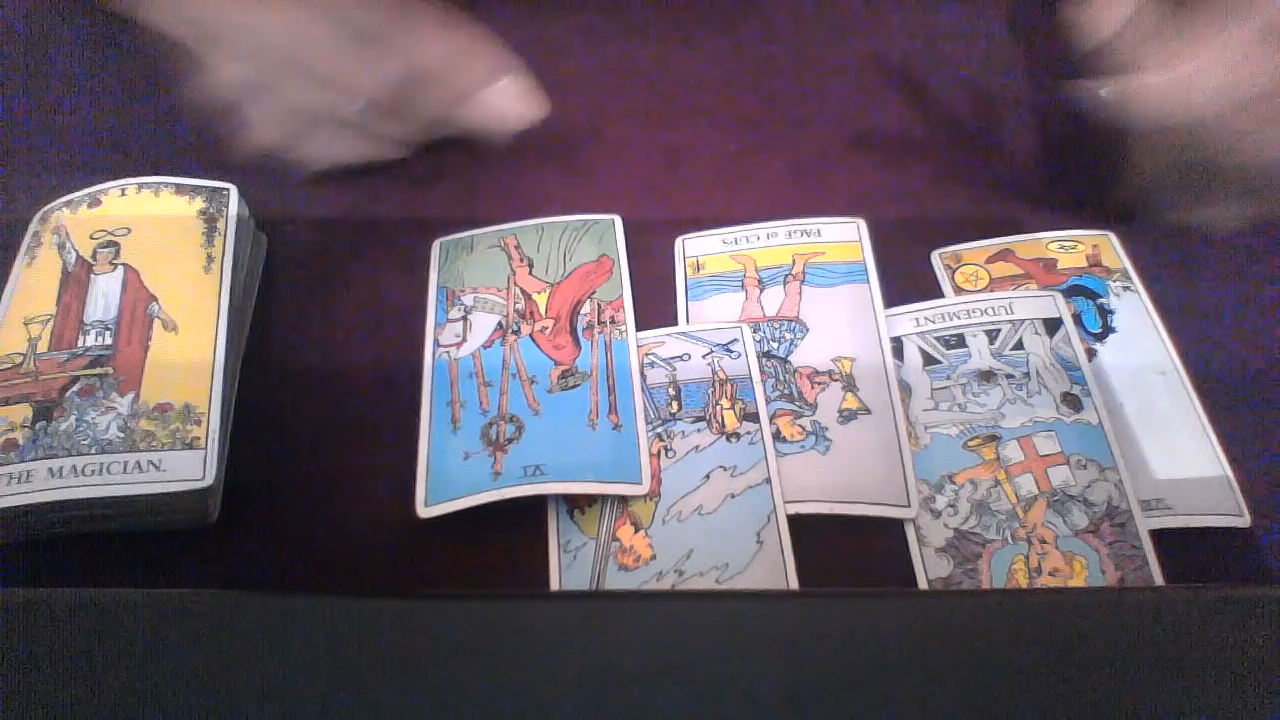 I
THE MAGICIAN.
VI
PAGE of CUPS
JUDGEMENT